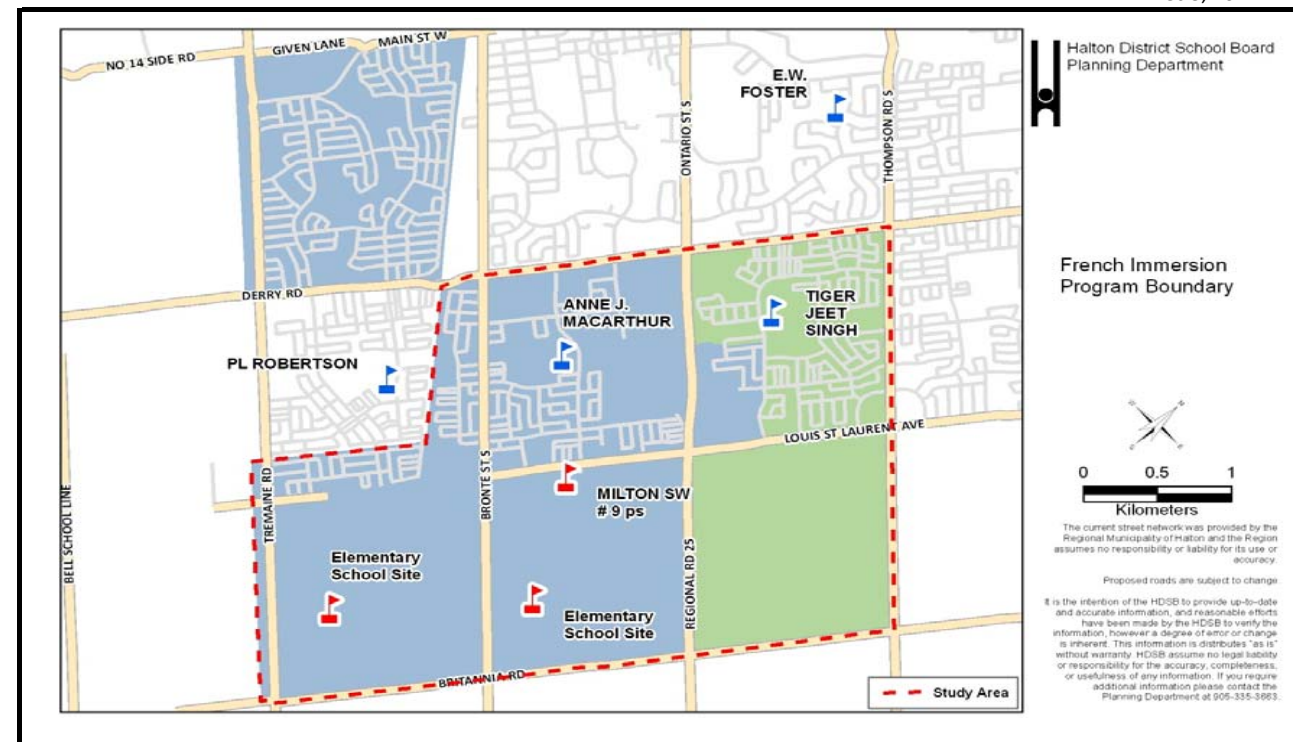 Halton District School Board
Planning Department
NO 14 SIDE RD
GIVEN LANE
MAIN ST W
E.W.
FOSTER
ONTARIO ST S
THOMPSON RD S
French Immersion
Program Boundary
DERRY RD
ANNE J.
MACARTHUR
TIGER
JEET
SINGH
PL ROBERTSON
LOUIS ST LAURENT AVE
BELL SCHOOL LINE
TREMAINE RD
BRONTE ST S
MILTON SW
# 9 ps
REGIONAL RD 25
Elementary
School Site
Elementary
School Site
BRITANNIA RD
Study Area
0 0.5 1
Kilometers
The current street network was provided by the
Regional Municipality of Halton and the Region
assumes no responsibility or liability for its use or
accuracy.
Proposed roads are subject to change
It is the intention of the HDSB to provide up-to-date
and accurate information, and reasonable efforts
have been made by the HDSB to verify the
information, however a degree of error or change
is inherent. This information is distributes "as is"
without warranty. HDSB assume no legal liability
or responsibility for the accuracy, completeness,
or usefulness of any information. If you require
additional information please contact the
Planning Department at 905-335-3663.